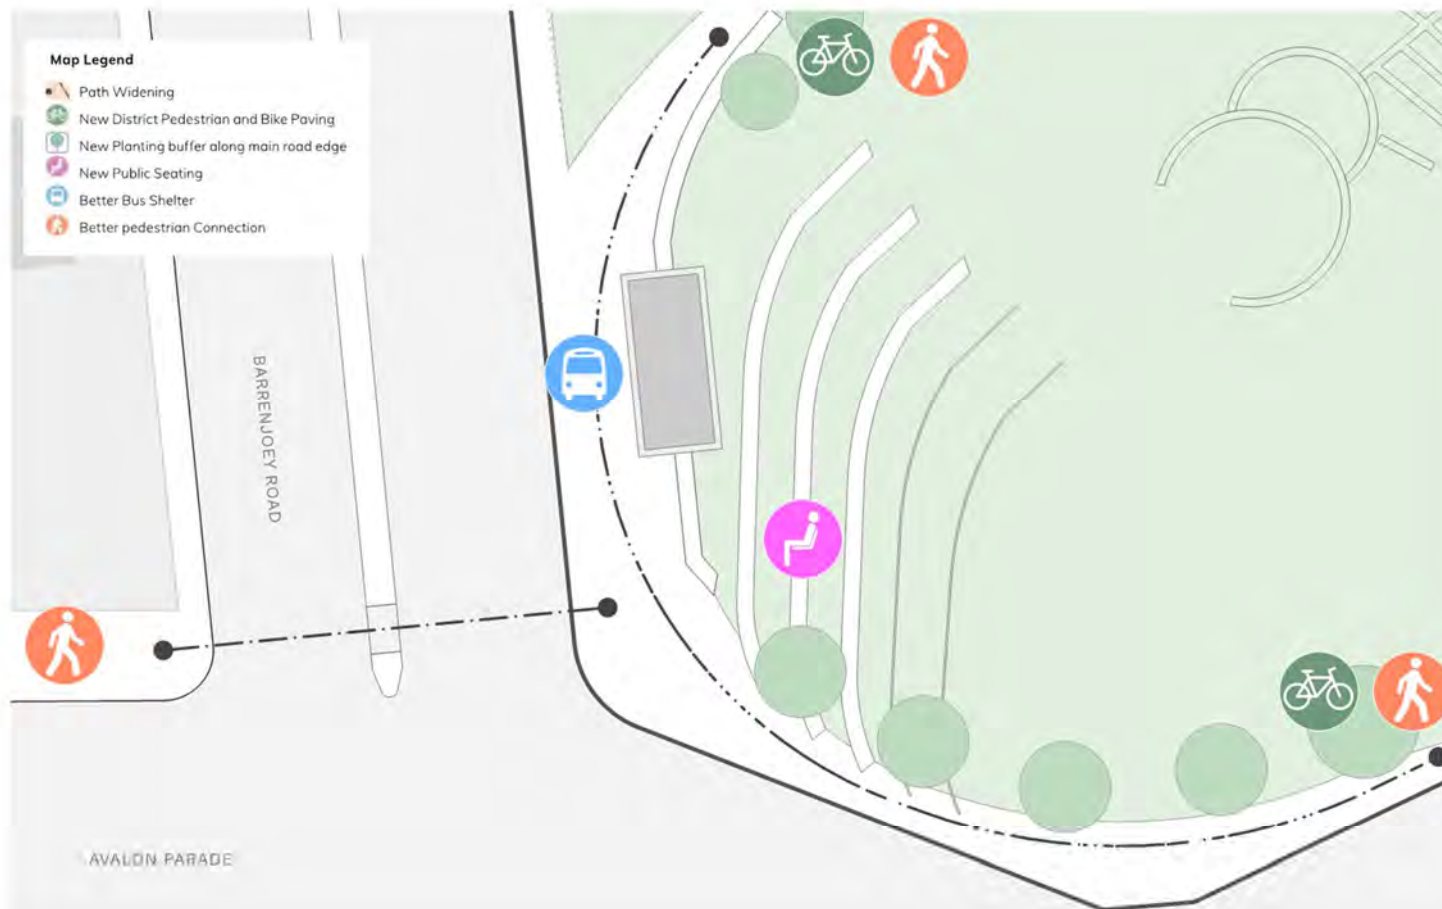 Map Legend
Path Widening
New District Pedestrian and Bike Paving
New Planting buffer along main road edge
New Public Seating
Better Bus Shelter
Better pedestrian Connection
BARRENJOEY ROAD
AVALON PARADE